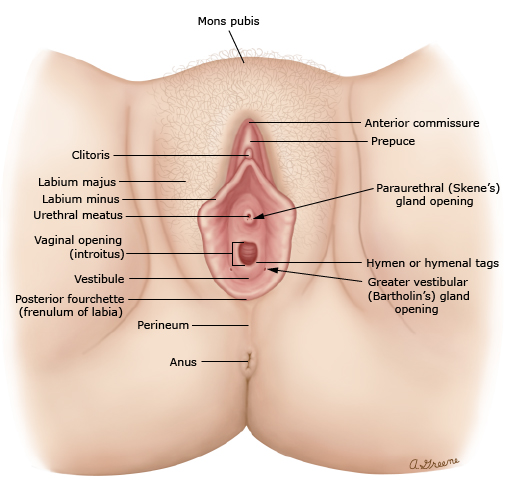 Mons pubis
Anterior commissure
Prepuce
Clitoris
Labium majus
Paraurethral (Skene's)
gland opening
Labium minus
Urethral meatus
Vaginal opening
(introitus)
Hymen or hymenal tags
Vestibule
Greater vestibular
(Bartholin's) gland
opening
Posterior fourchette
(frenulum of labia)
Perineum
Anus
A.Greene